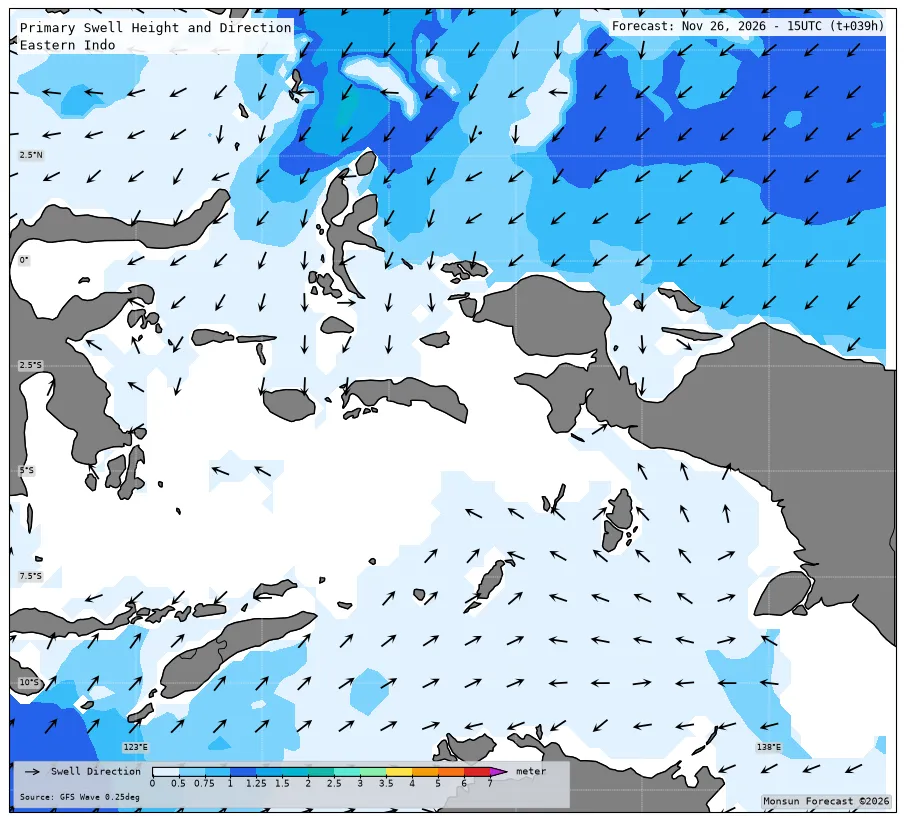 Primary Swell Height and Direction
Eastern Indo
Forecast: Nov 26, 2026 - 15UTC (t+039h)
2.5°N
0°
2.5°S
5°S
7.5°S
10°S
123°E
138°E
Swell Direction
0 0.5 0.75 1 1.25 1.5 2 2.5 3 3.5 4 5 6 7
meter
Source: GFS Wave 0.25deg
Monsun Forecast ©2026